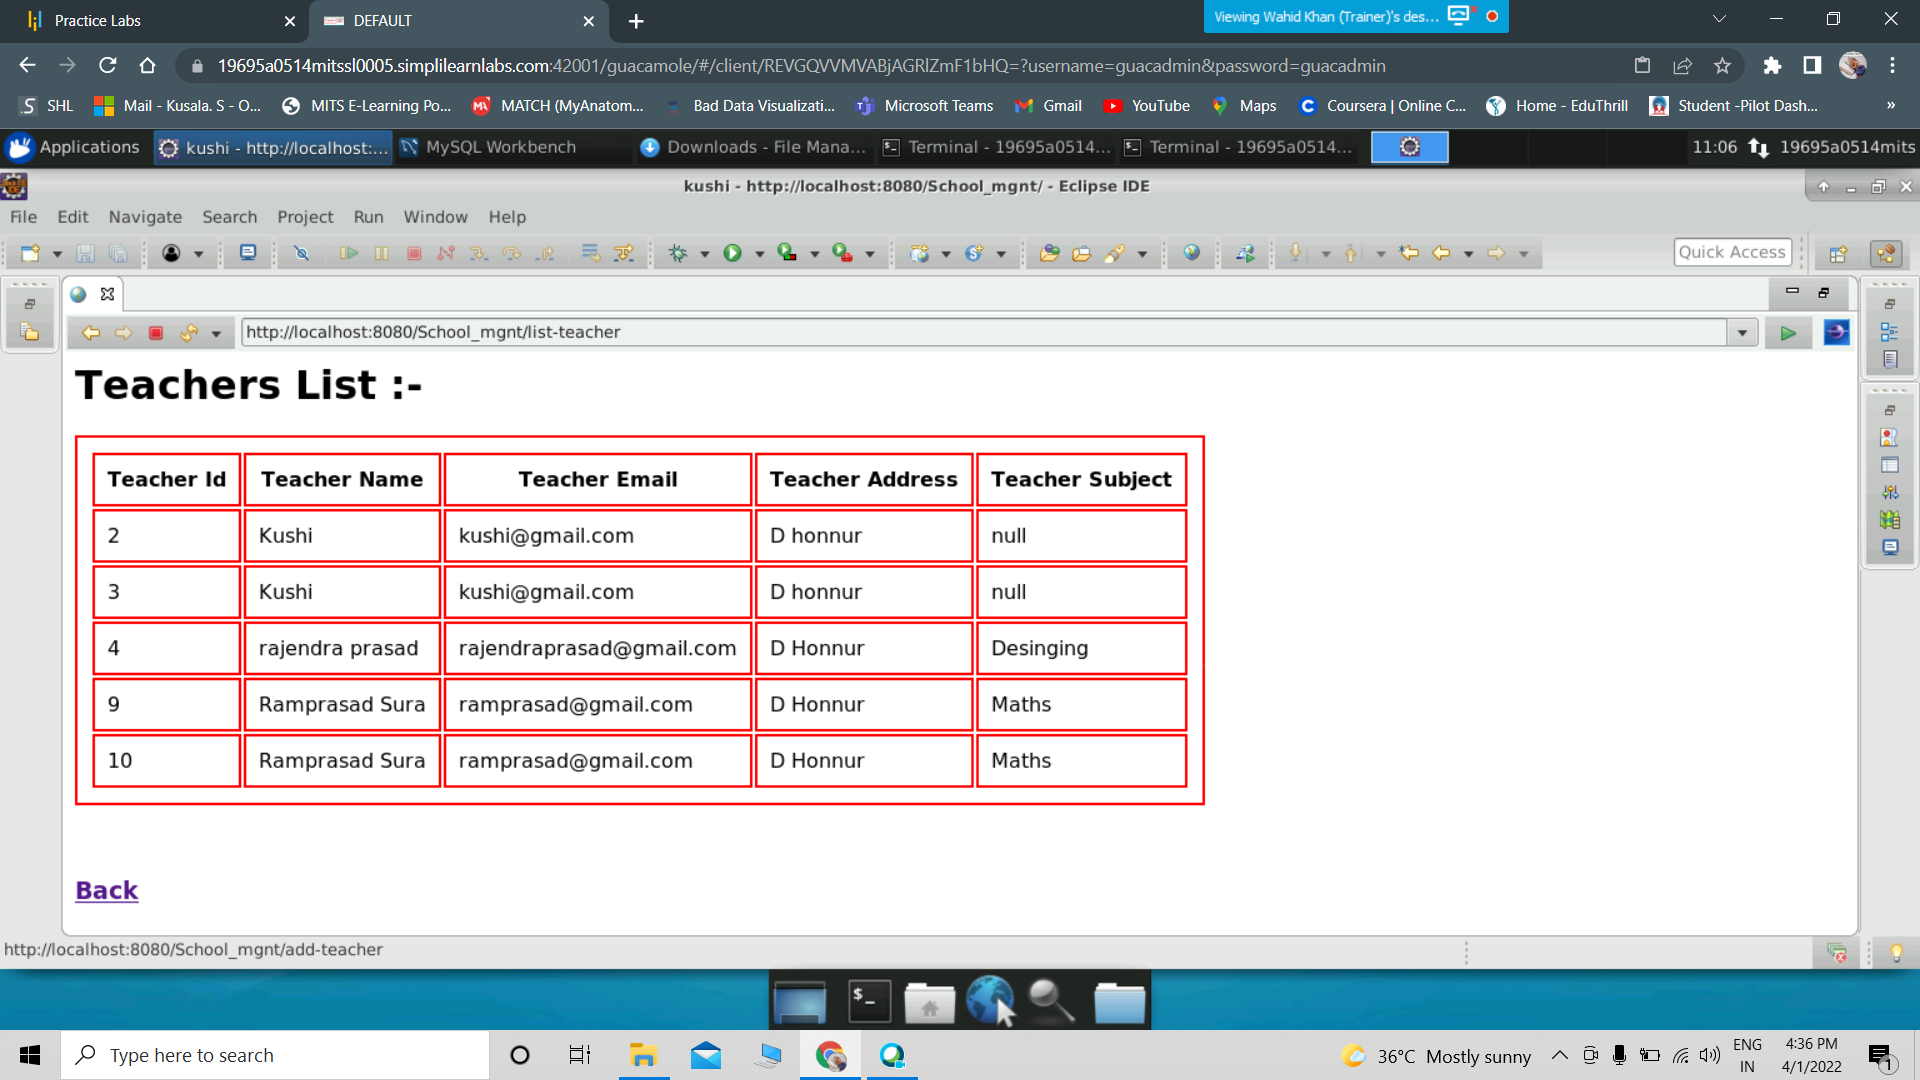 Practice Labs
DEFAULT
Viewing Wahid Khan (Trainer)'s des...
19695a0514mitssl0005.simplilearnlabs.com:42001/guacamole/#/client/REVGQVVMVABjAGRlZmF1bHQ=?username=guacadmin&password=guacadmin
SHL
Mail - Kusala. S - O...
MITS E-Learning Po...
MATCH (MyAnatom...
Bad Data Visualizati...
Microsoft Teams
Gmail
YouTube
Maps
Coursera | Online C...
Home - EduThrill
Student -Pilot Dash...
»
Applications
kushi - http://localhost:...
MySQL Workbench
Downloads - File Mana...
Terminal - 19695a0514...
Terminal - 19695a0514...
11:06
19695a0514mits
kushi - http://localhost:8080/School_mgnt/ - Eclipse IDE
File Edit Navigate Search Project Run Window Help
Quick Access
http://localhost:8080/School_mgnt/list-teacher
Teachers List :-
Teacher Id Teacher Name Teacher Email Teacher Address Teacher Subject
2 Kushi kushi@gmail.com D honnur null
3 Kushi kushi@gmail.com D honnur null
4 rajendra prasad rajendraprasad@gmail.com D Honnur Desinging
9 Ramprasad Sura ramprasad@gmail.com D Honnur Maths
10 Ramprasad Sura ramprasad@gmail.com D Honnur Maths
Back
http://localhost:8080/School_mgnt/add-teacher
Type here to search
36°C Mostly sunny
ENG
IN
4:36 PM
4/1/2022
1